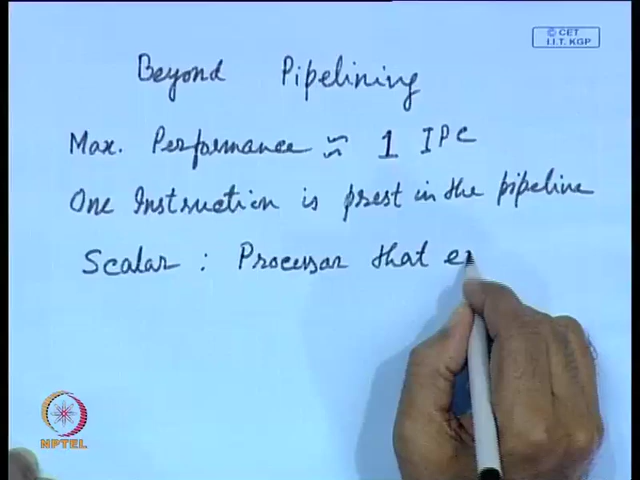 © CET
I.I.T. KGP
Beyond Pipelining
Max. Performance ≈ 1 IPC
One Instruction is prest in the pipeline
Scalar : Processor that e
NPTEL